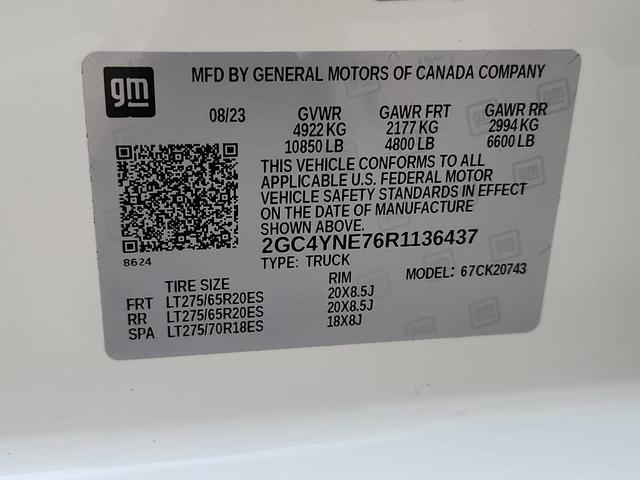 gm
MFD BY GENERAL MOTORS OF CANADA COMPANY
08/23 GVWR GAWR FRT GAWR RR
4922 KG 2177 KG 2994 KG
10850 LB 4800 LB 6600 LB
THIS VEHICLE CONFORMS TO ALL
APPLICABLE U.S. FEDERAL MOTOR
VEHICLE SAFETY STANDARDS IN EFFECT
ON THE DATE OF MANUFACTURE
SHOWN ABOVE.
2GC4YNE76R1136437
8624
TYPE: TRUCK MODEL: 67CK20743
TIRE SIZE RIM
FRT LT275/65R20ES 20X8.5J
RR LT275/65R20ES 20X8.5J
SPA LT275/70R18ES 18X8J